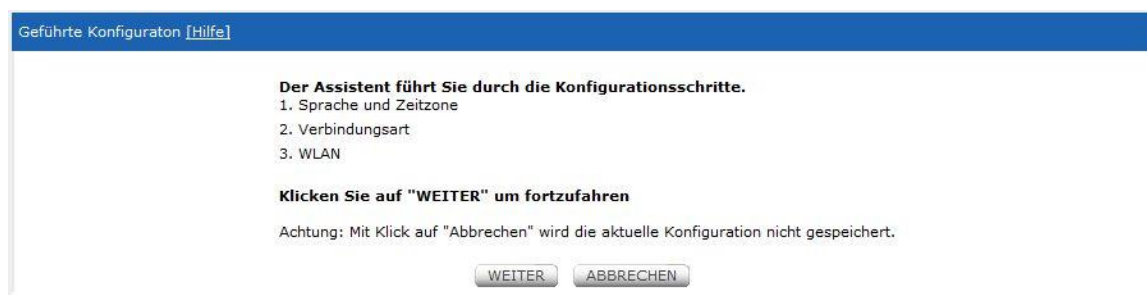 Geführte Konfiguraton [Hilfe]
Der Assistent führt Sie durch die Konfigurationsschritte.
1. Sprache und Zeitzone
2. Verbindungsart
3. WLAN
Klicken Sie auf "WEITER" um fortzufahren
Achtung: Mit Klick auf "Abbrechen" wird die aktuelle Konfiguration nicht gespeichert.
WEITER ABBRECHEN